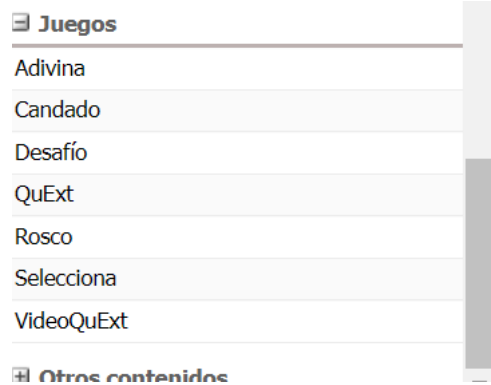 Juegos
Adivina
Candado
Desafío
QuExt
Rosco
Selecciona
VideoQuExt
Otros contenidos